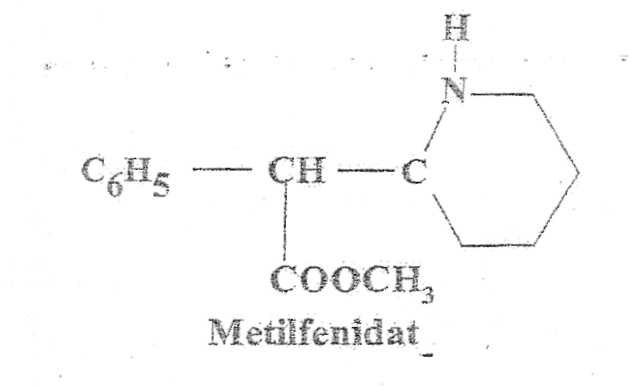 H
N
C₆H₅ — CH — C
COOCH₃
Metilfenidat